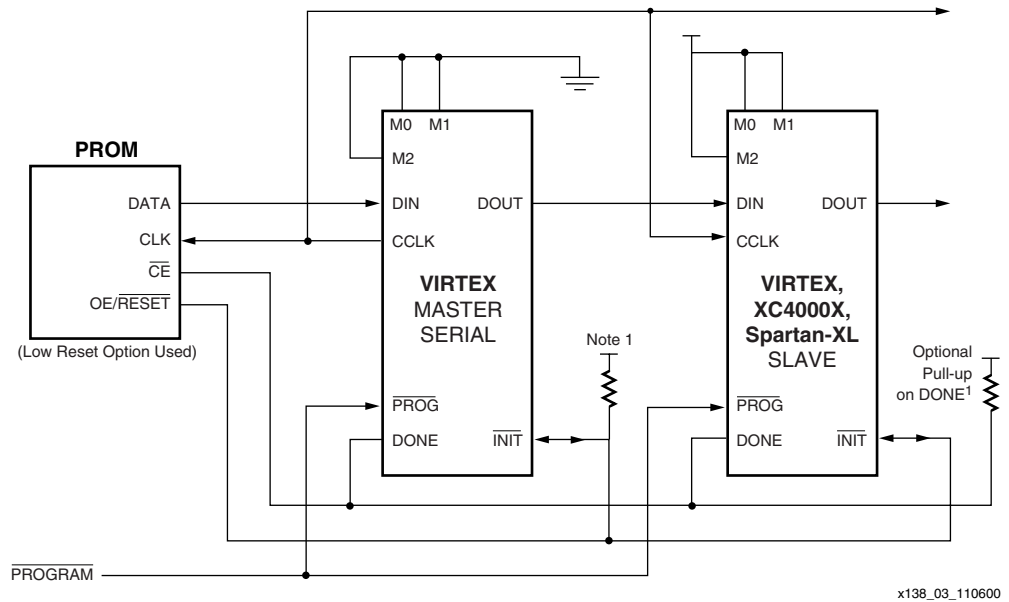 PROM
DATA
CLK
CE
OE/RESET
(Low Reset Option Used)
M0 M1
M2
DIN DOUT
CCLK
VIRTEX
MASTER
SERIAL
PROG
DONE INIT
Note 1
M0 M1
M2
DIN DOUT
CCLK
VIRTEX,
XC4000X,
Spartan-XL
SLAVE
PROG
DONE INIT
Optional
Pull-up
on DONE¹
PROGRAM
x138_03_110600